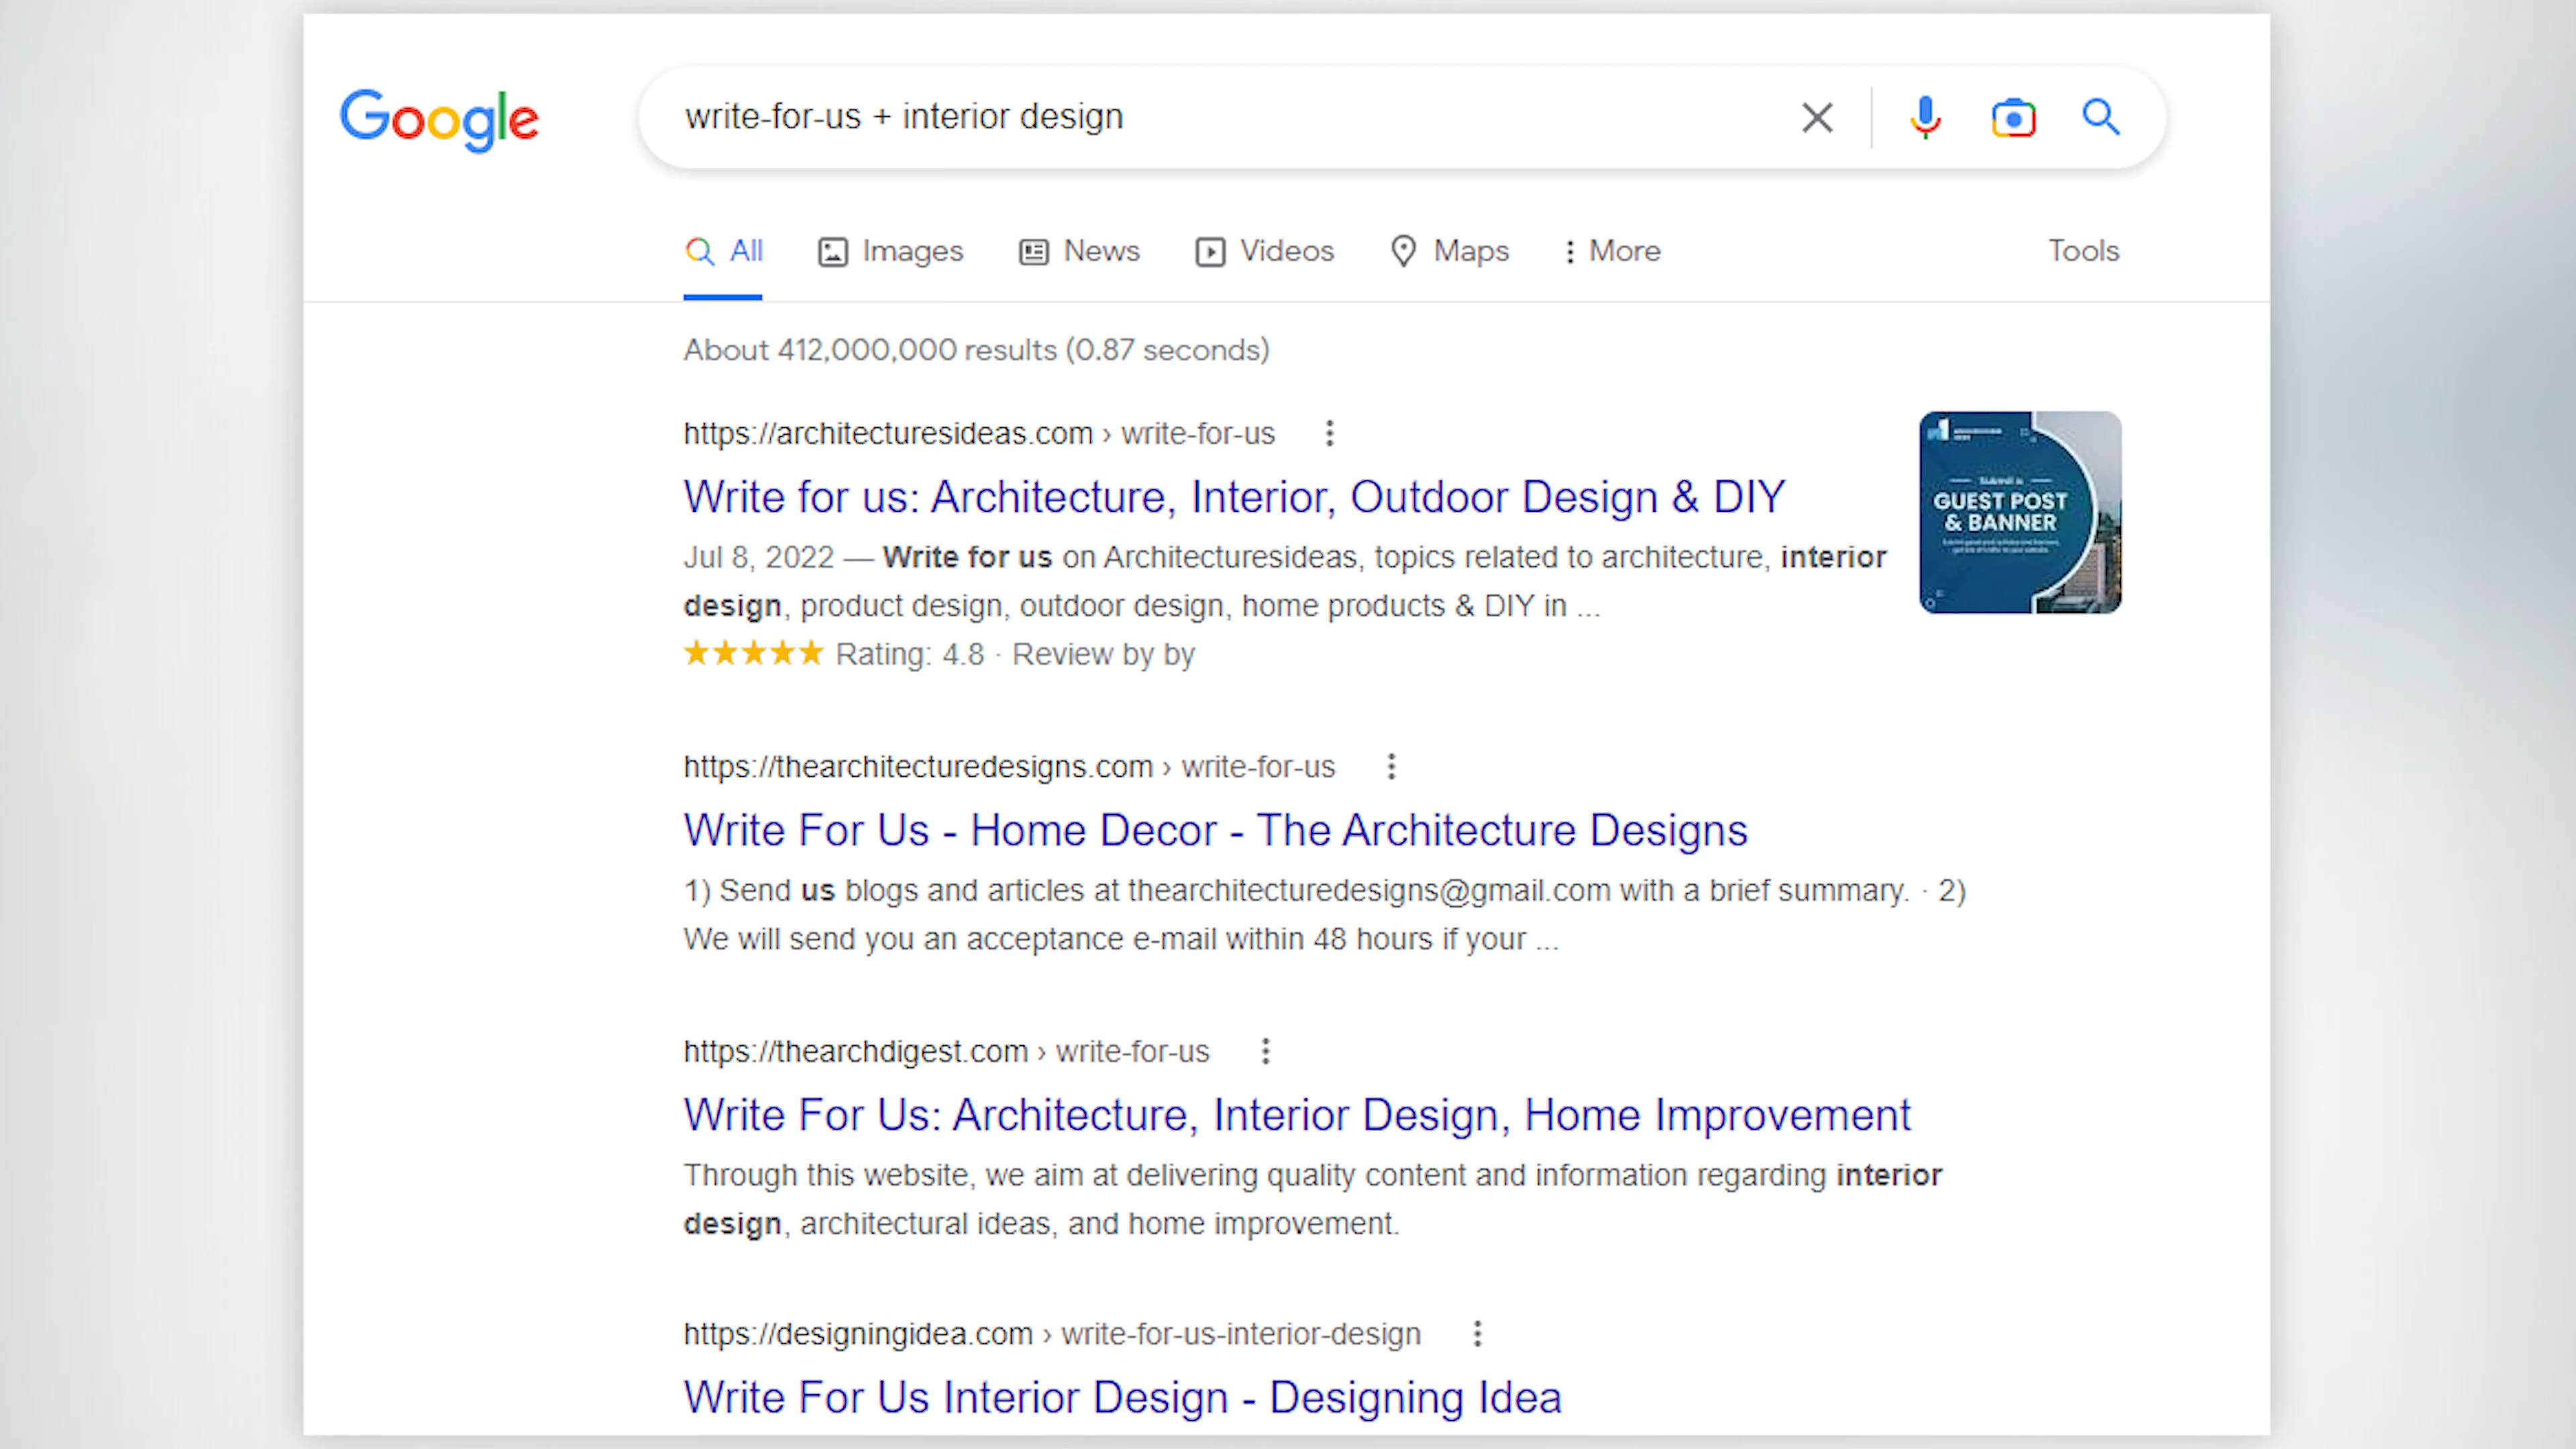 Google
write-for-us + interior design
All Images News Videos Maps More Tools
About 412,000,000 results (0.87 seconds)
https://architecturesideas.com › write-for-us
Write for us: Architecture, Interior, Outdoor Design & DIY
Jul 8, 2022 — Write for us on Architecturesideas, topics related to architecture, interior
design, product design, outdoor design, home products & DIY in ...
Rating: 4.8 · Review by by
Submit a
GUEST POST
& BANNER
https://thearchitecturedesigns.com › write-for-us
Write For Us - Home Decor - The Architecture Designs
1) Send us blogs and articles at thearchitecturedesigns@gmail.com with a brief summary. · 2)
We will send you an acceptance e-mail within 48 hours if your ...
https://thearchdigest.com › write-for-us
Write For Us: Architecture, Interior Design, Home Improvement
Through this website, we aim at delivering quality content and information regarding interior
design, architectural ideas, and home improvement.
https://designingidea.com › write-for-us-interior-design
Write For Us Interior Design - Designing Idea